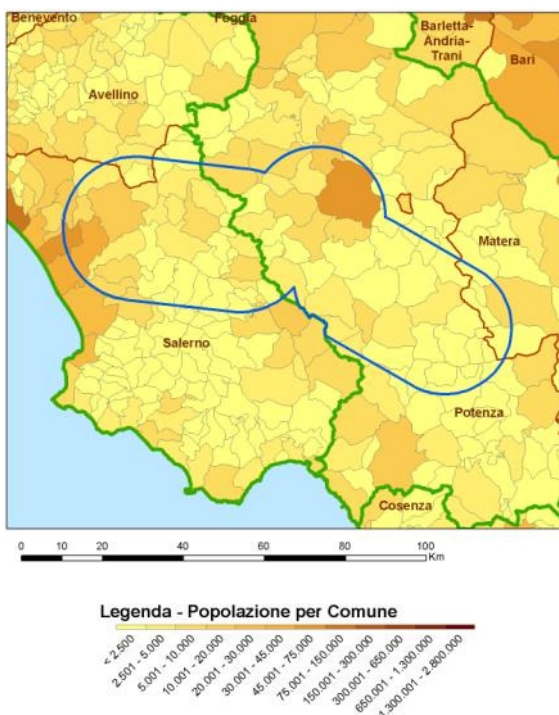 Benevento
Foggia
Barletta-
Andria-
Trani
Bari
Avellino
Matera
Salerno
Potenza
Cosenza
0 10 20 40 60 80 100
Km
Legenda - Popolazione per Comune
< 2.500
2.501 - 5.000
5.001 - 10.000
10.001 - 20.000
20.001 - 30.000
30.001 - 45.000
45.001 - 75.000
75.001 - 150.000
150.001 - 300.000
300.001 - 650.000
650.001 - 1.300.000
1.300.001 - 2.800.000